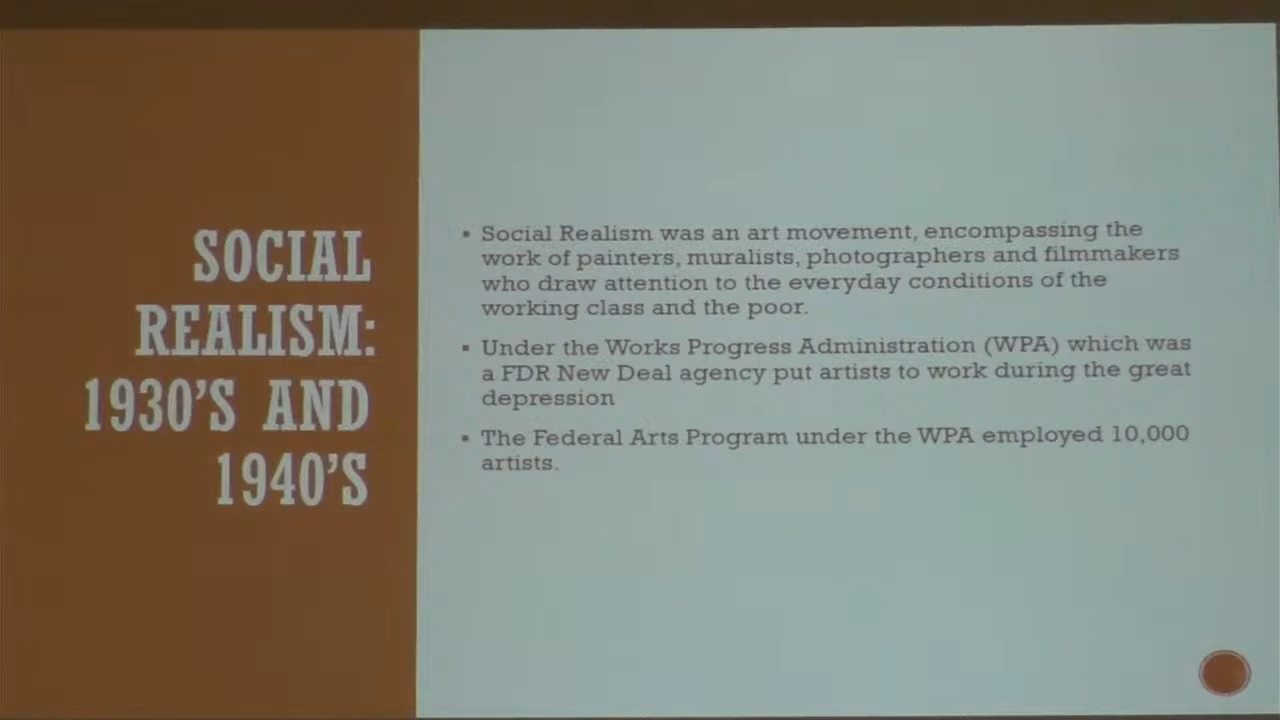 SOCIAL
REALISM:
1930'S AND
1940'S
▪ Social Realism was an art movement, encompassing the
work of painters, muralists, photographers and filmmakers
who draw attention to the everyday conditions of the
working class and the poor.
▪ Under the Works Progress Administration (WPA) which was
a FDR New Deal agency put artists to work during the great
depression
▪ The Federal Arts Program under the WPA employed 10,000
artists.